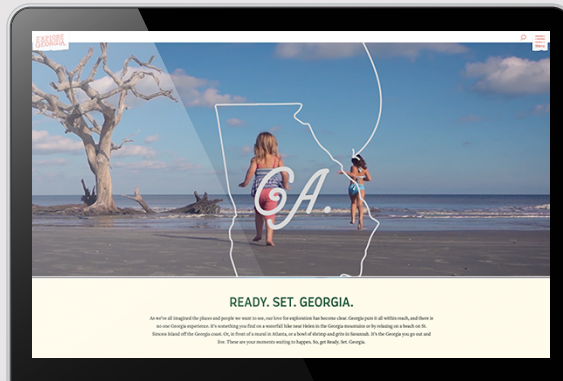 EXPLORE
GEORGIA
Menu
GA.
READY. SET. GEORGIA.
As we've all imagined the places and people we want to see, our love for exploration has become clear. Georgia puts it all within reach, and there is
no one Georgia experience. It's something you find on a waterfall hike near Helen in the Georgia mountains or by relaxing on a beach on St.
Simons Island off the Georgia coast. Or, in front of a mural in Atlanta, or a bowl of shrimp and grits in Savannah. It's the Georgia you go out and
live. These are your moments waiting to happen. So, get Ready. Set. Georgia.